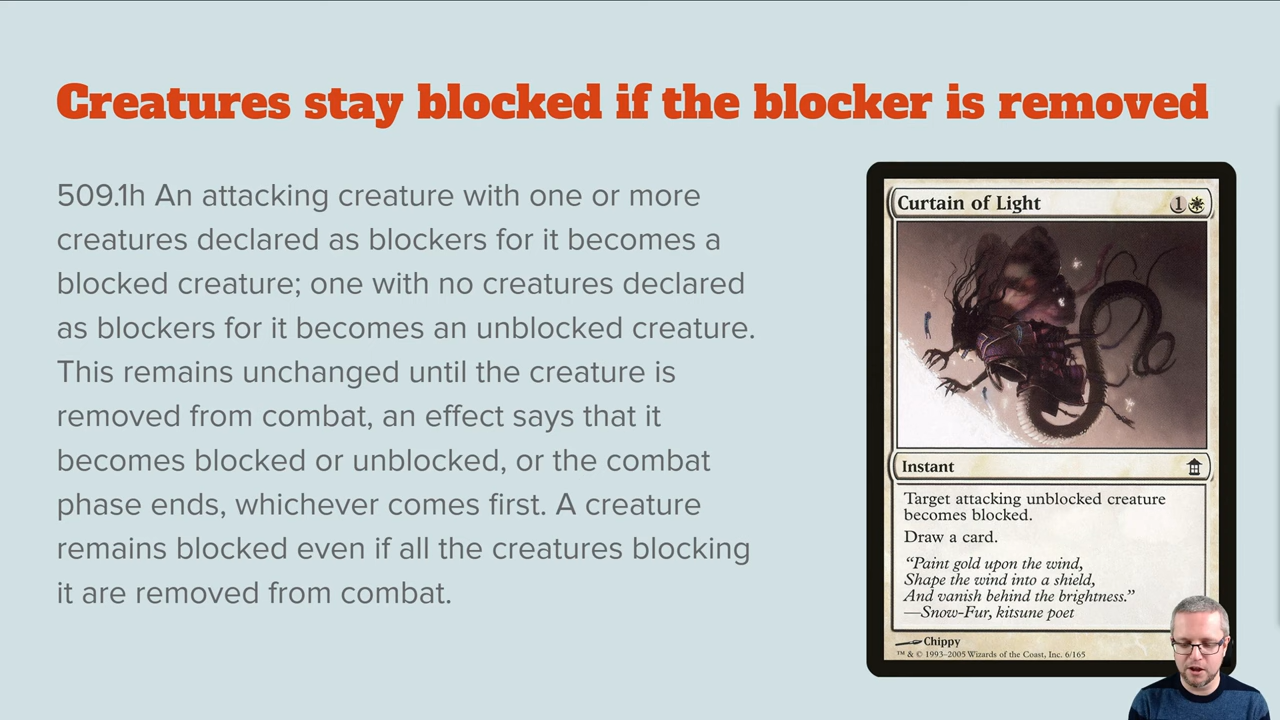 Creatures stay blocked if the blocker is removed
509.1h An attacking creature with one or more
creatures declared as blockers for it becomes a
blocked creature; one with no creatures declared
as blockers for it becomes an unblocked creature.
This remains unchanged until the creature is
removed from combat, an effect says that it
becomes blocked or unblocked, or the combat
phase ends, whichever comes first. A creature
remains blocked even if all the creatures blocking
it are removed from combat.
Curtain of Light 1
Instant
Target attacking unblocked creature
becomes blocked.
Draw a card.
“Paint gold upon the wind,
Shape the wind into a shield,
And vanish behind the brightness.”
—Snow-Fur, kitsune poet
Chippy
™ & © 1993–2005 Wizards of the Coast, Inc. 6/165